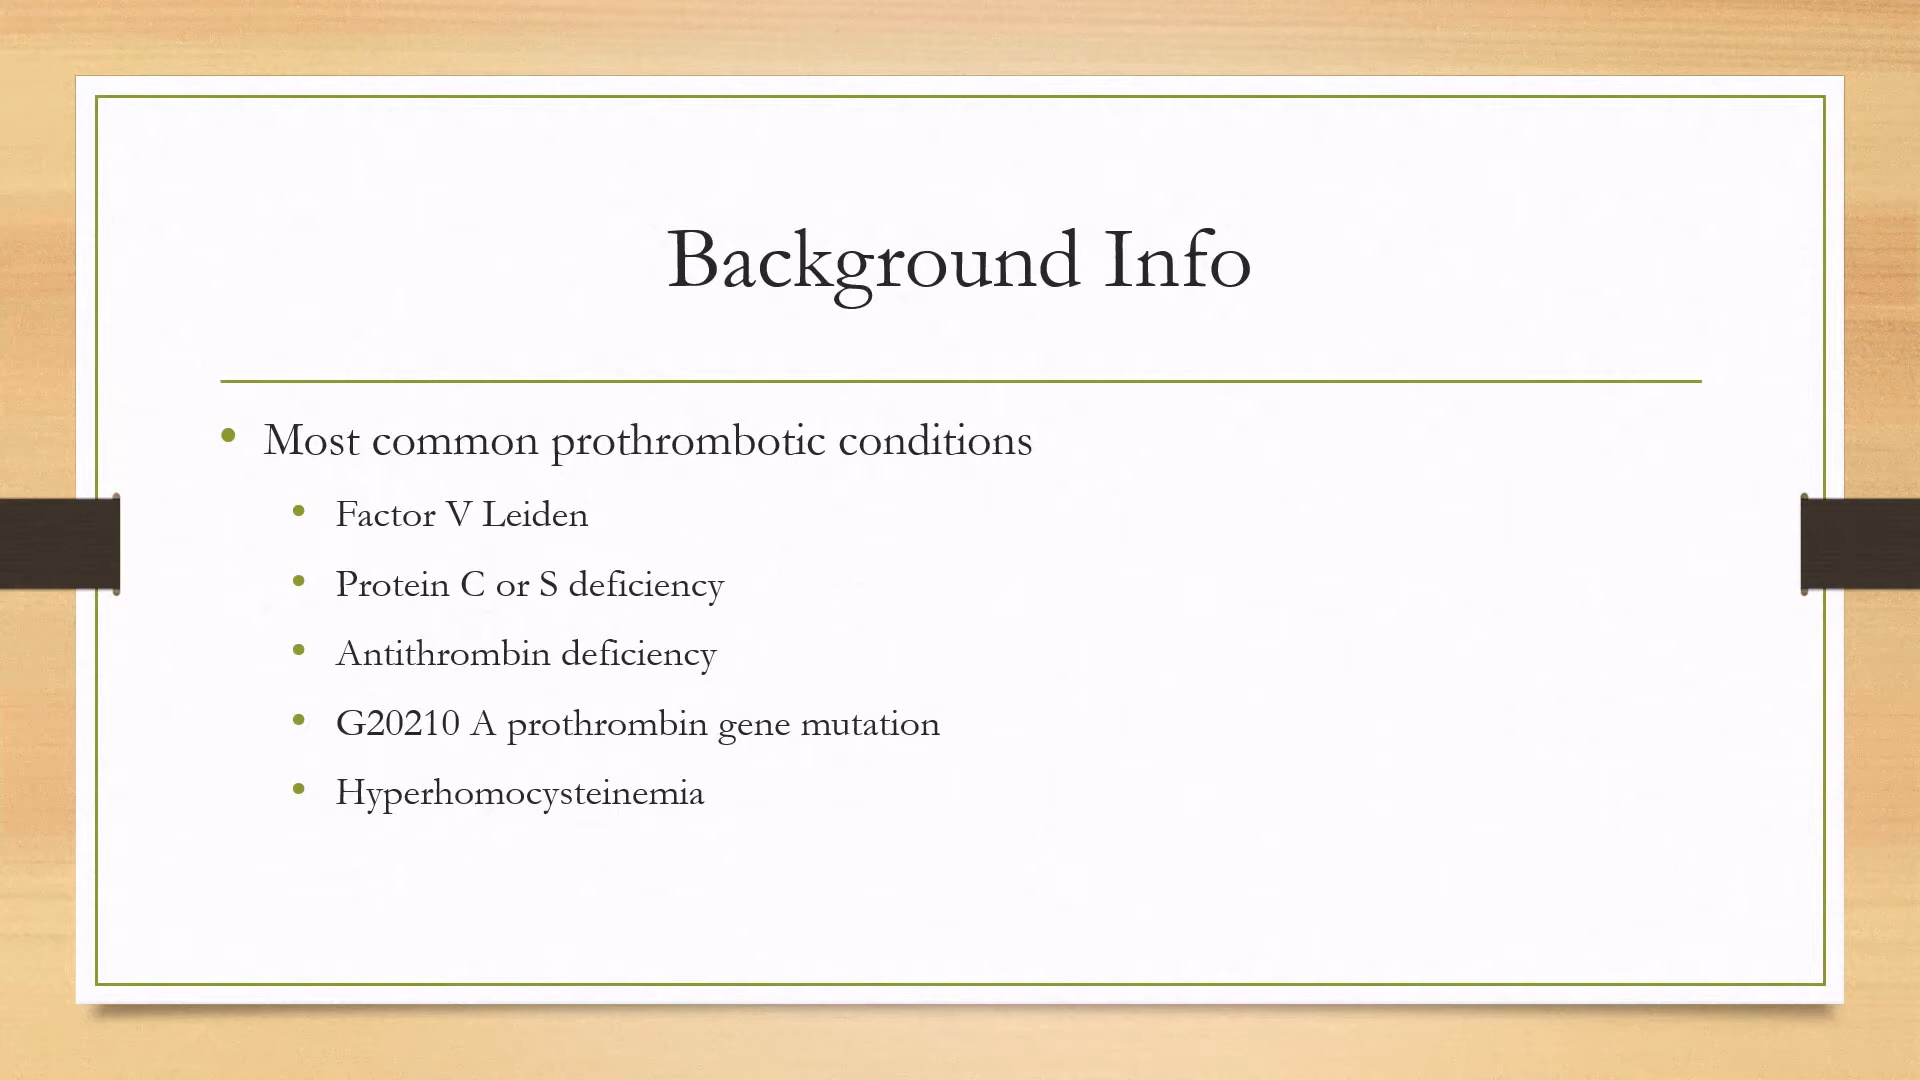 Background Info
Most common prothrombotic conditions
Factor V Leiden
Protein C or S deficiency
Antithrombin deficiency
G20210 A prothrombin gene mutation
Hyperhomocysteinemia